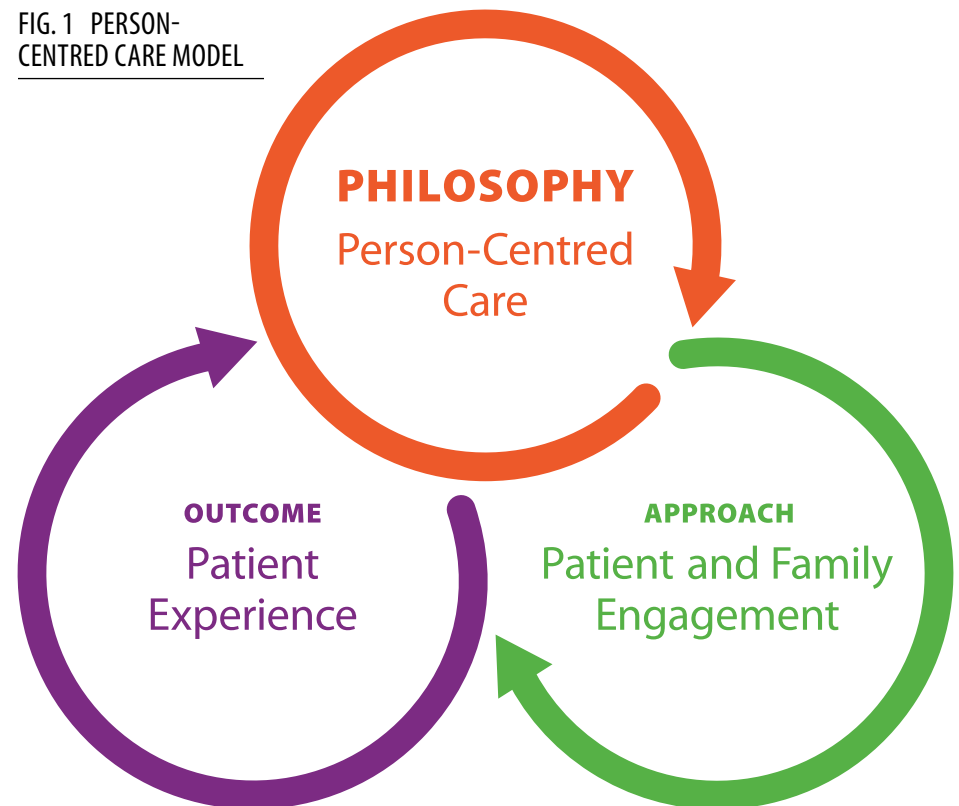 FIG. 1 PERSON-
CENTRED CARE MODEL
PHILOSOPHY
Person-Centred
Care
OUTCOME
Patient
Experience
APPROACH
Patient and Family
Engagement